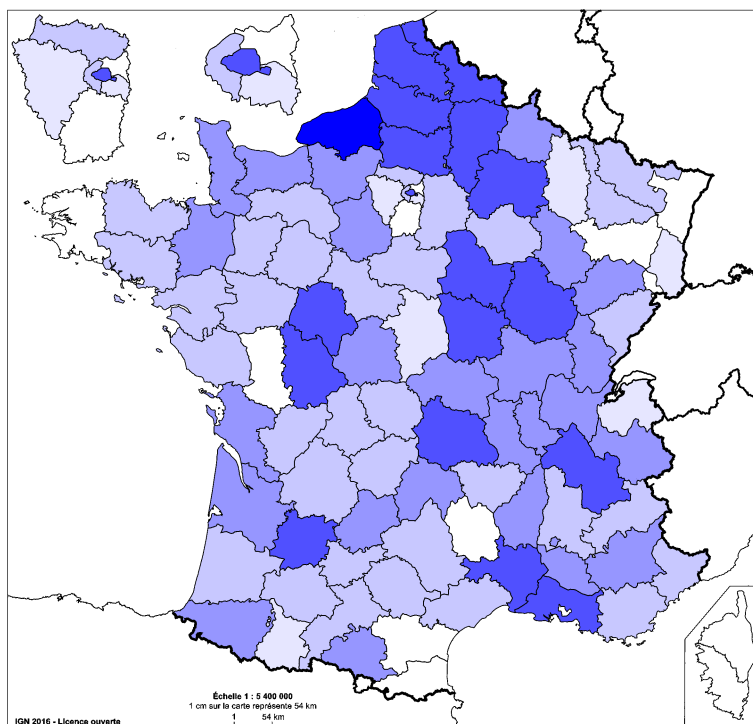 Échelle 1 : 5 400 000
1 cm sur la carte représente 54 km
1 54 km
IGN 2016 - Licence ouverte